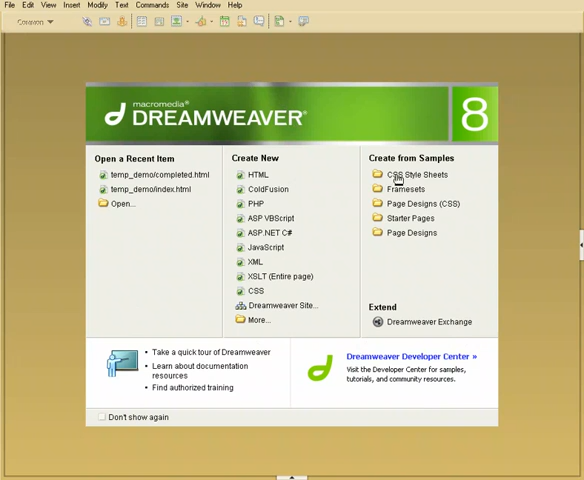 File Edit View Insert Modify Text Commands Site Window Help
Common
macromedia®
DREAMWEAVER®
8
Open a Recent Item
temp_demo/completed.html
temp_demo/index.html
Open...
Create New
HTML
ColdFusion
PHP
ASP VBScript
ASP.NET C#
JavaScript
XML
XSLT (Entire page)
CSS
Dreamweaver Site...
More...
Create from Samples
CSS Style Sheets
Framesets
Page Designs (CSS)
Starter Pages
Page Designs
Extend
Dreamweaver Exchange
• Take a quick tour of Dreamweaver
• Learn about documentation
resources
• Find authorized training
Dreamweaver Developer Center »
Visit the Developer Center for samples,
tutorials, and community resources.
Don't show again